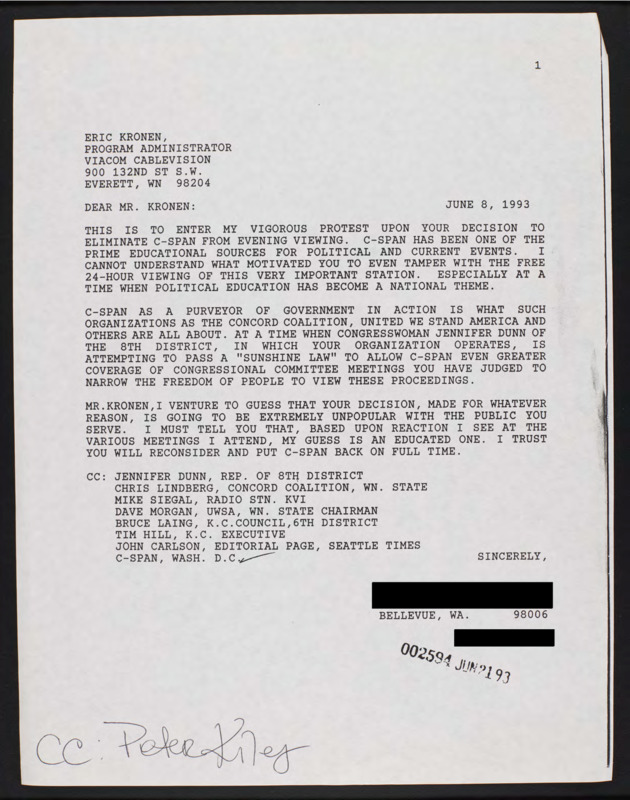 1
ERIC KRONEN,
PROGRAM ADMINISTRATOR
VIACOM CABLEVISION
900 132ND ST S.W.
EVERETT, WN 98204
DEAR MR. KRONEN: JUNE 8, 1993
THIS IS TO ENTER MY VIGOROUS PROTEST UPON YOUR DECISION TO
ELIMINATE C-SPAN FROM EVENING VIEWING. C-SPAN HAS BEEN ONE OF THE
PRIME EDUCATIONAL SOURCES FOR POLITICAL AND CURRENT EVENTS. I
CANNOT UNDERSTAND WHAT MOTIVATED YOU TO EVEN TAMPER WITH THE FREE
24-HOUR VIEWING OF THIS VERY IMPORTANT STATION. ESPECIALLY AT A
TIME WHEN POLITICAL EDUCATION HAS BECOME A NATIONAL THEME.
C-SPAN AS A PURVEYOR OF GOVERNMENT IN ACTION IS WHAT SUCH
ORGANIZATIONS AS THE CONCORD COALITION, UNITED WE STAND AMERICA AND
OTHERS ARE ALL ABOUT. AT A TIME WHEN CONGRESSWOMAN JENNIFER DUNN OF
THE 8TH DISTRICT, IN WHICH YOUR ORGANIZATION OPERATES, IS
ATTEMPTING TO PASS A "SUNSHINE LAW" TO ALLOW C-SPAN EVEN GREATER
COVERAGE OF CONGRESSIONAL COMMITTEE MEETINGS YOU HAVE JUDGED TO
NARROW THE FREEDOM OF PEOPLE TO VIEW THESE PROCEEDINGS.
MR.KRONEN,I VENTURE TO GUESS THAT YOUR DECISION, MADE FOR WHATEVER
REASON, IS GOING TO BE EXTREMELY UNPOPULAR WITH THE PUBLIC YOU
SERVE. I MUST TELL YOU THAT, BASED UPON REACTION I SEE AT THE
VARIOUS MEETINGS I ATTEND, MY GUESS IS AN EDUCATED ONE. I TRUST
YOU WILL RECONSIDER AND PUT C-SPAN BACK ON FULL TIME.
CC: JENNIFER DUNN, REP. OF 8TH DISTRICT
CHRIS LINDBERG, CONCORD COALITION, WN. STATE
MIKE SIEGAL, RADIO STN. KVI
DAVE MORGAN, UWSA, WN. STATE CHAIRMAN
BRUCE LAING, K.C.COUNCIL,6TH DISTRICT
TIM HILL, K.C. EXECUTIVE
JOHN CARLSON, EDITORIAL PAGE, SEATTLE TIMES
C-SPAN, WASH. D.C. SINCERELY,
BELLEVUE, WA. 98006
002594 JUN 21 93
CC: Peter Kiley